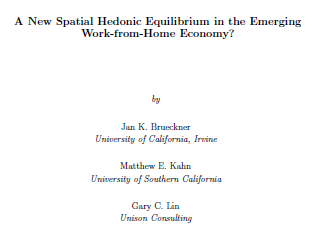 A New Spatial Hedonic Equilibrium in the Emerging
Work-from-Home Economy?
by
Jan K. Brueckner
University of California, Irvine
Matthew E. Kahn
University of Southern California
Gary C. Lin
Unison Consulting